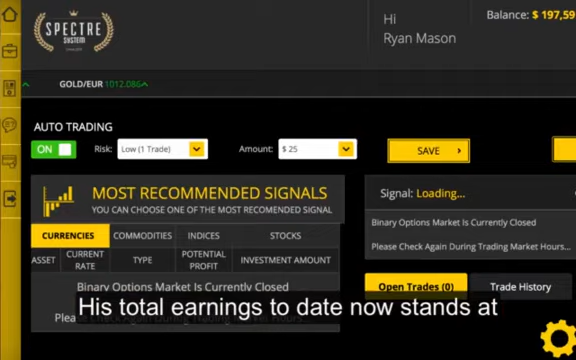 SPECTRE
SYSTEM
Hi
Ryan Mason
Balance: $ 197,59
GOLD/EUR 1012.086
AUTO TRADING
ON Risk: Low (1 Trade) Amount: $ 25 SAVE ›
MOST RECOMMENDED SIGNALS
YOU CAN CHOOSE ONE OF THE MOST RECOMENDED SIGNAL
CURRENCIES COMMODITIES INDICES STOCKS
ASSET CURRENT RATE TYPE POTENTIAL PROFIT INVESTMENT AMOUNT
Binary Options Market Is Currently Closed
Signal: Loading...
Binary Options Market Is Currently Closed
Please Check Again During Trading Market Hours...
Open Trades (0) Trade History
His total earnings to date now stands at